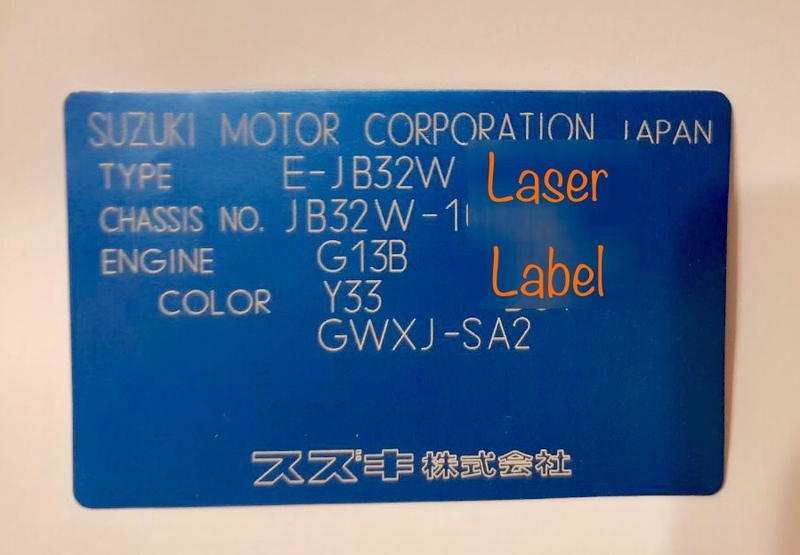 SUZUKI MOTOR CORPORATION JAPAN
TYPE E-JB32W Laser
CHASSIS NO. JB32W-1
ENGINE G13B Label
COLOR Y33
GWXJ-SA2
スズキ株式会社